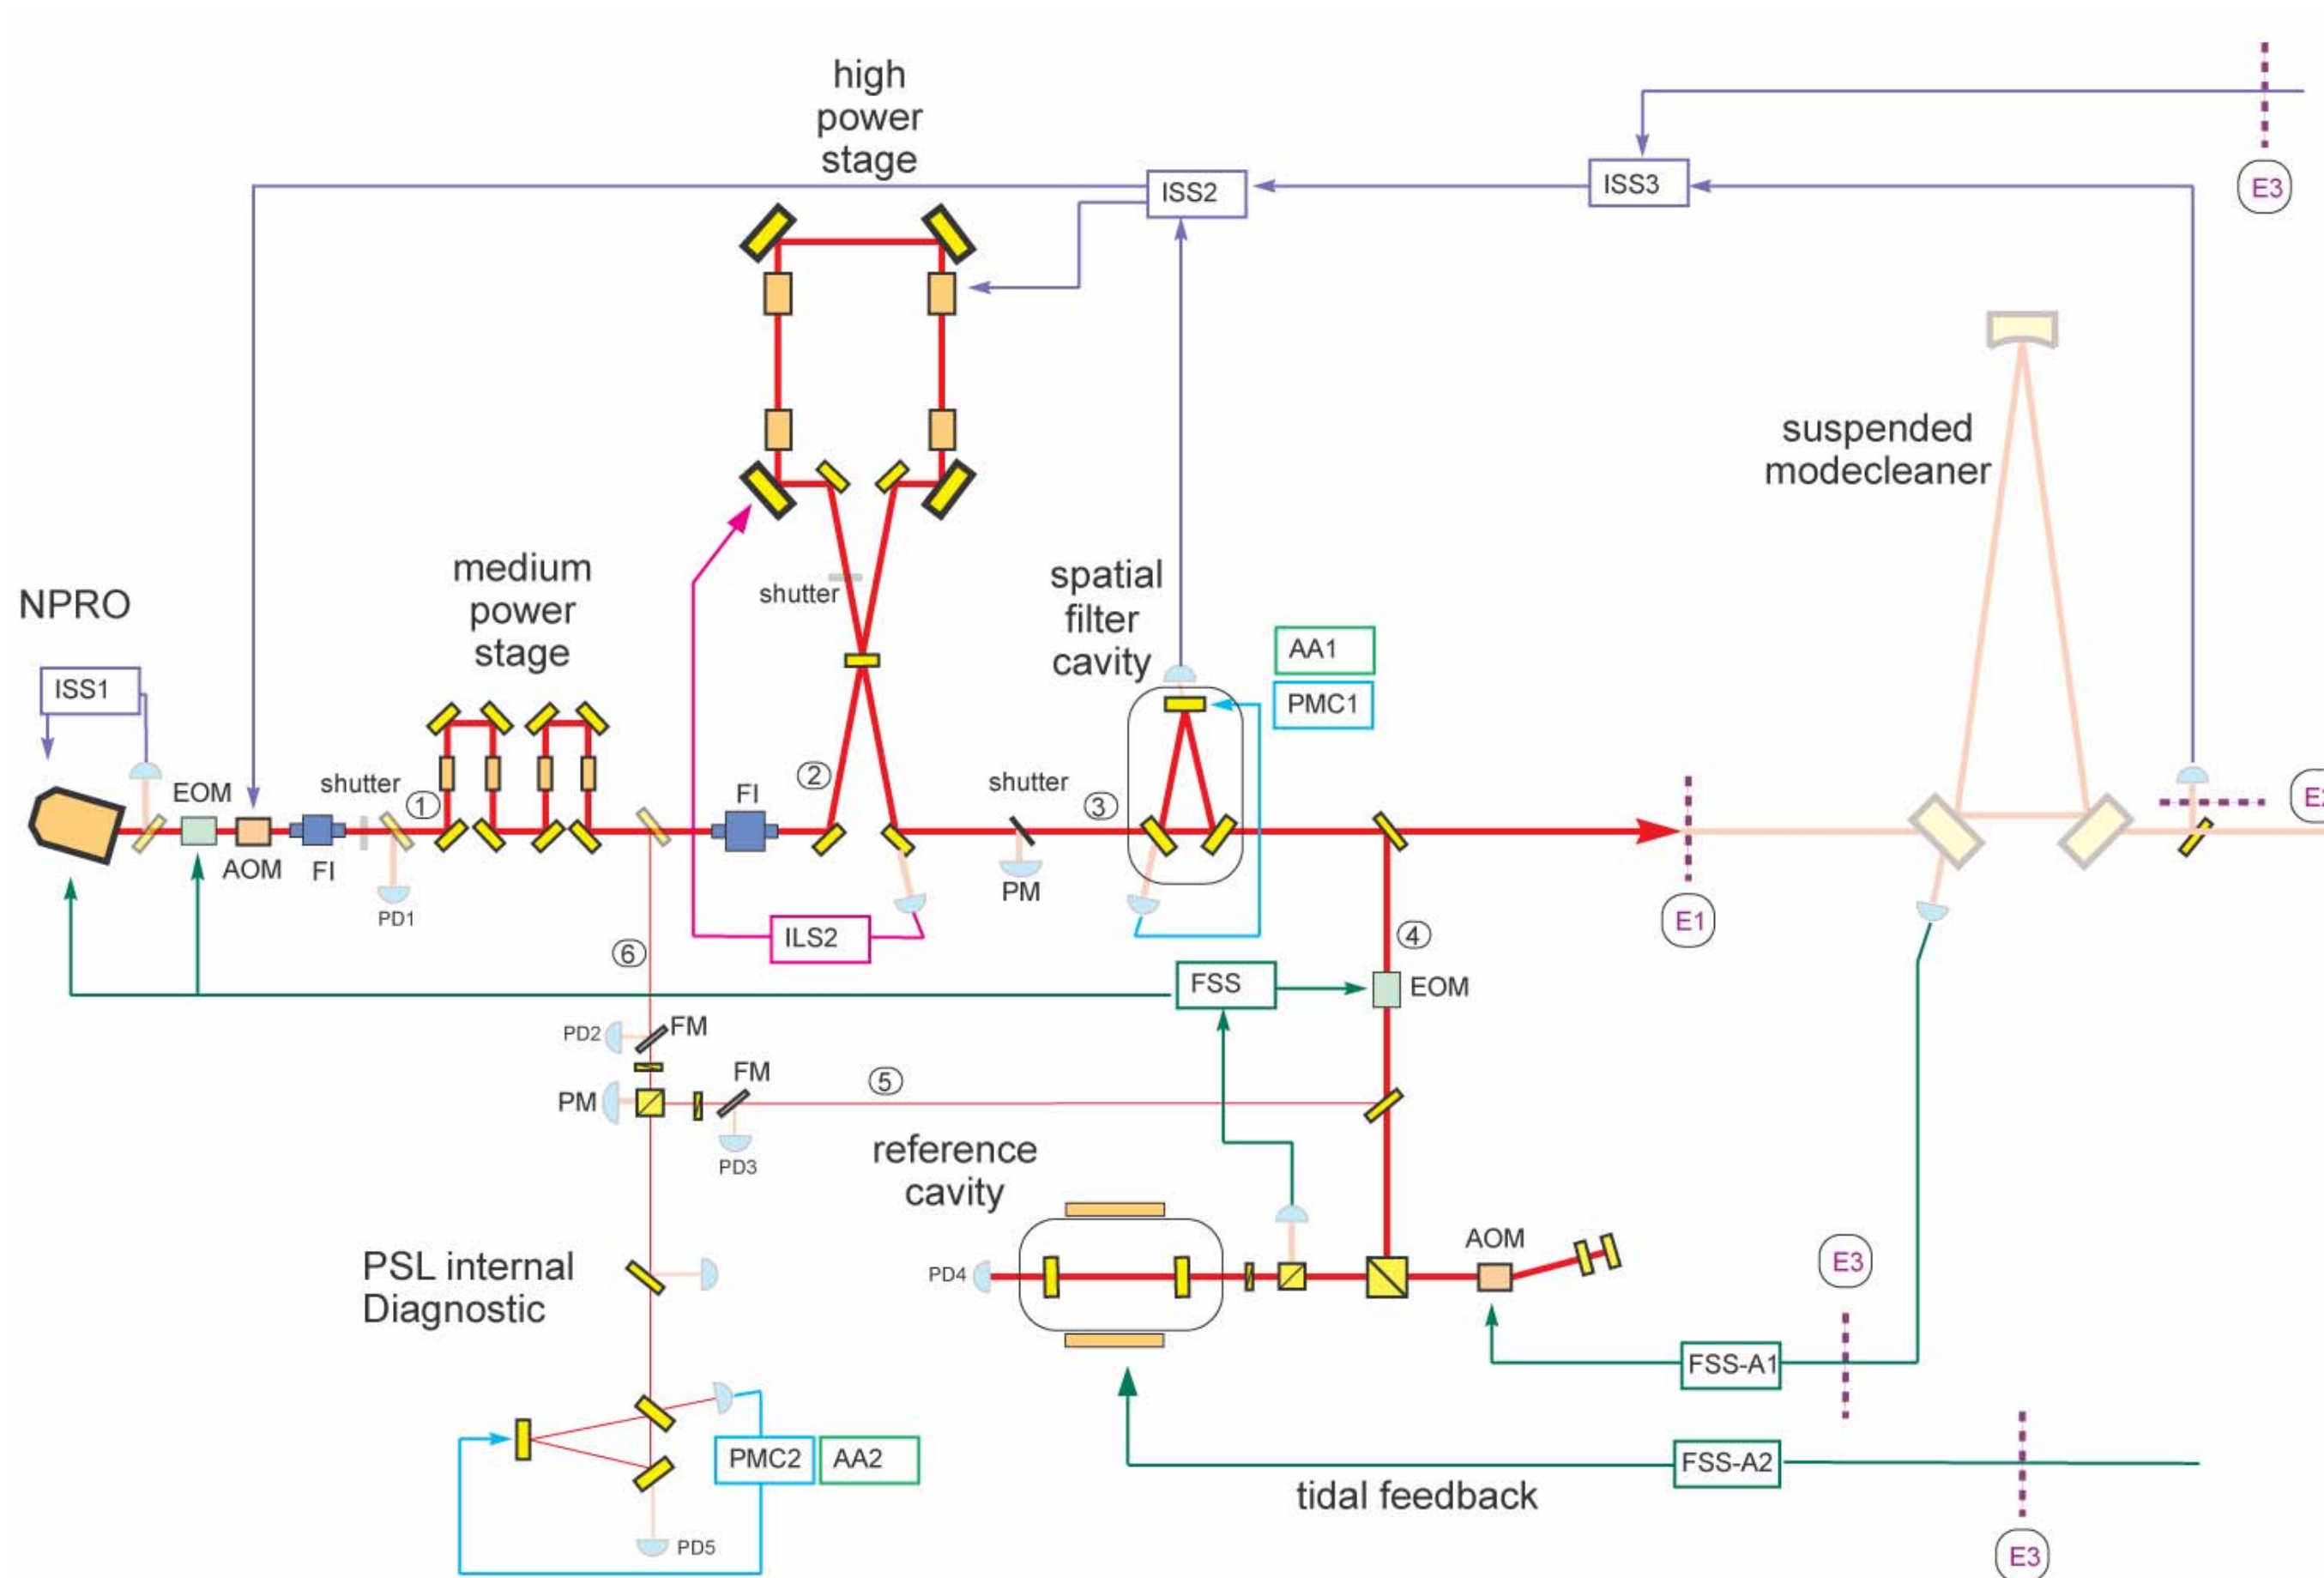 high
power
stage
ISS2
ISS3
E3
suspended
modecleaner
shutter
spatial
filter
cavity
AA1
PMC1
NPRO
medium
power
stage
ISS1
EOM
shutter
①
②
FI
shutter
③
AOM
FI
PD1
PM
E1
ILS2
④
⑥
FSS
EOM
PD2
FM
FM
⑤
PM
PD3
reference
cavity
PSL internal
Diagnostic
PD4
AOM
E3
FSS-A1
PMC2
AA2
FSS-A2
tidal feedback
PD5
E3